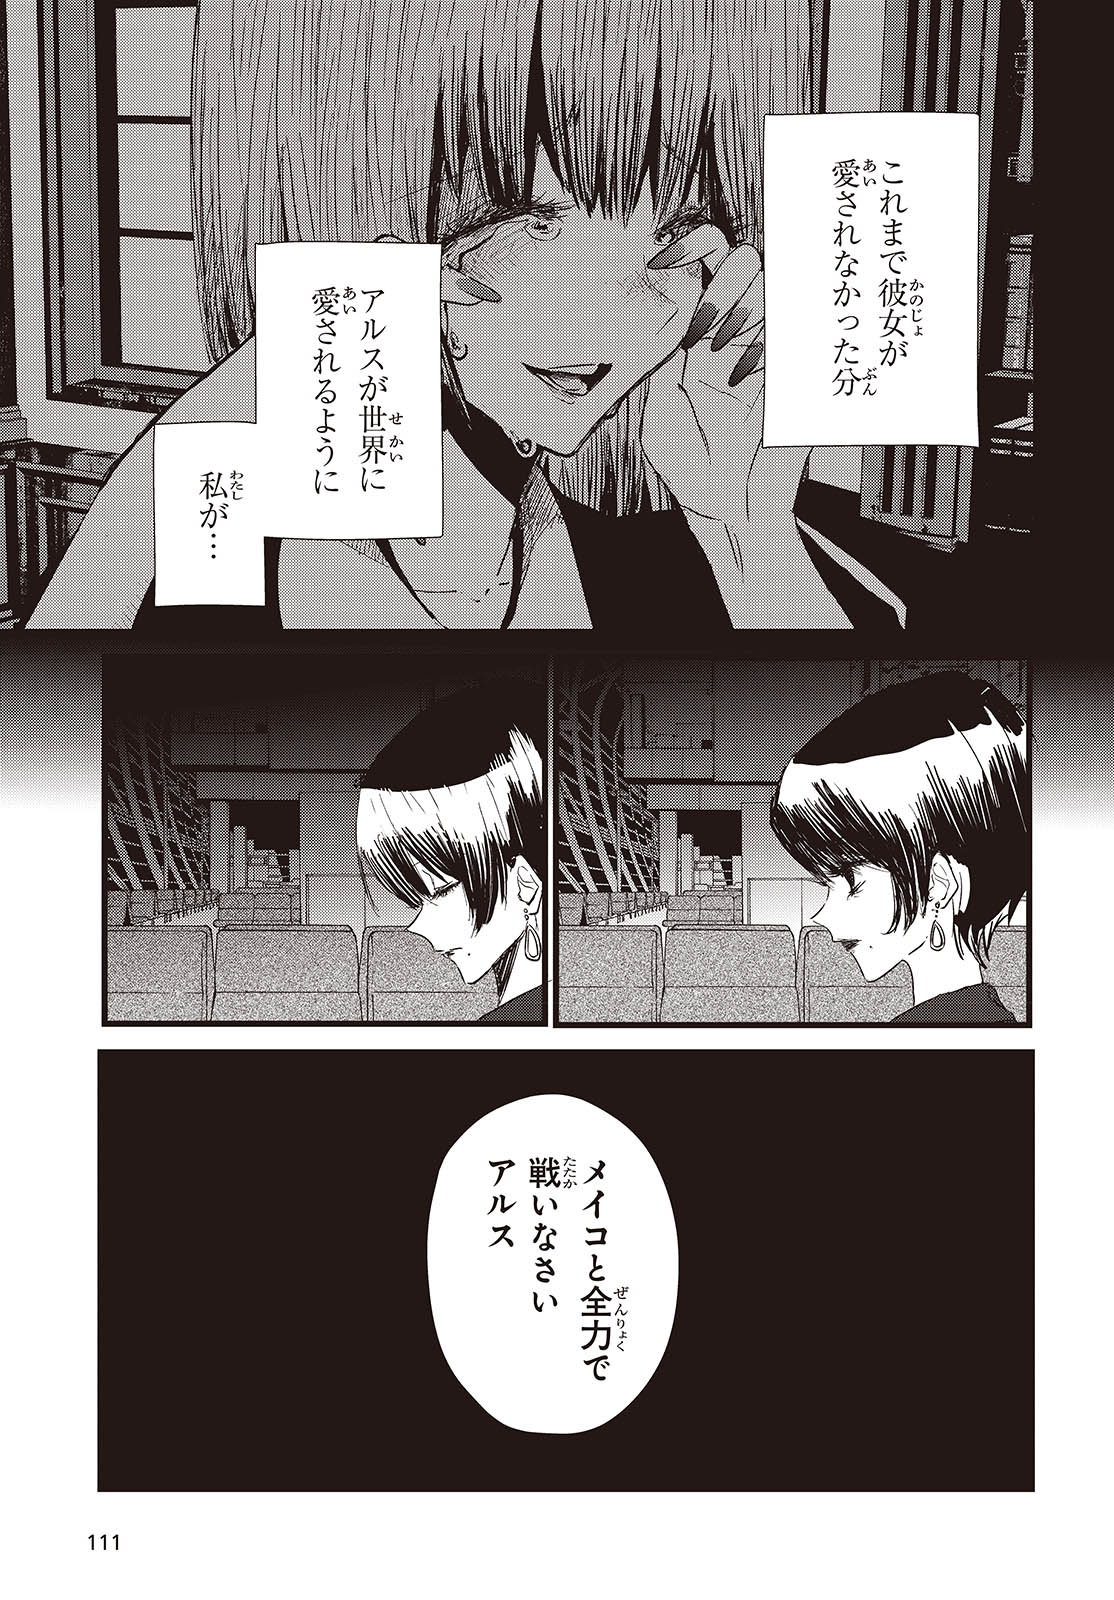 これまで彼女が
愛されなかった分
アルスが世界に
愛されるように
私が…
メイコと全力で
戦いなさい
アルス
111